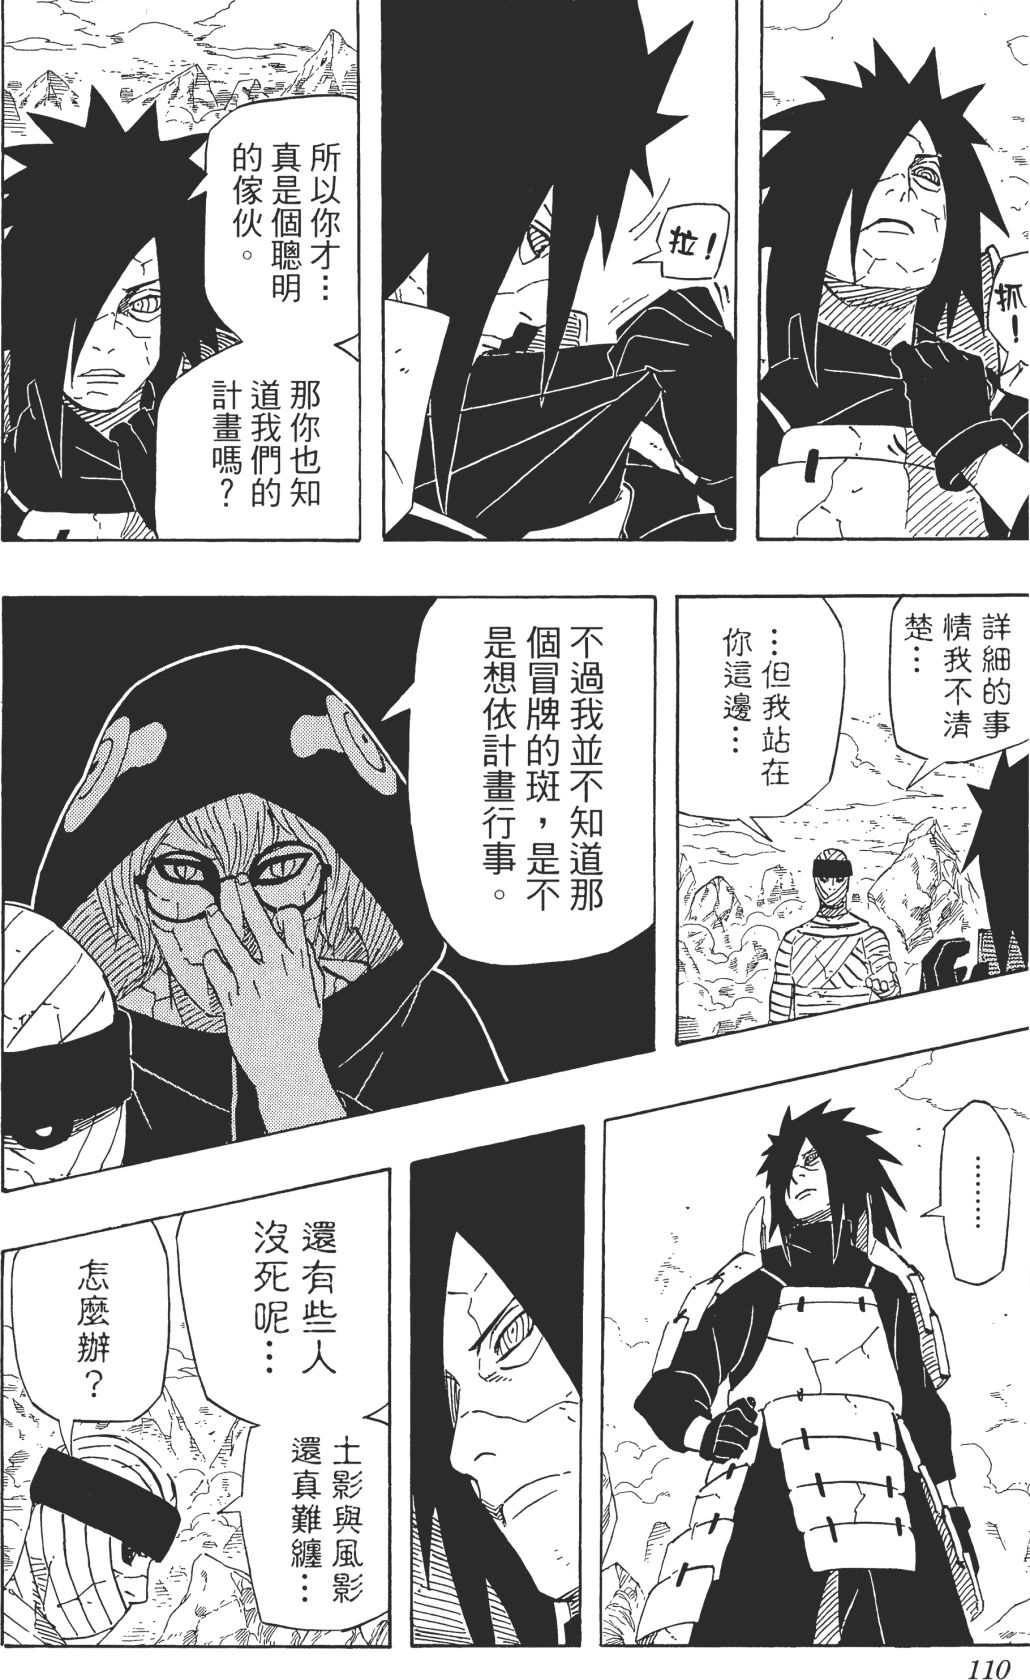 抓！
拉！
所以你才…
真是個聰明
的傢伙。
那你也知
道我們的
計畫嗎？
詳細的事
情我不清
楚…
…但我站在
你這邊…
不過我並不知道那
個冒牌的斑，是不
是想依計畫行事。
………
還有些人
沒死呢…
土影與風影
還真難纏…
怎麼辦？
110